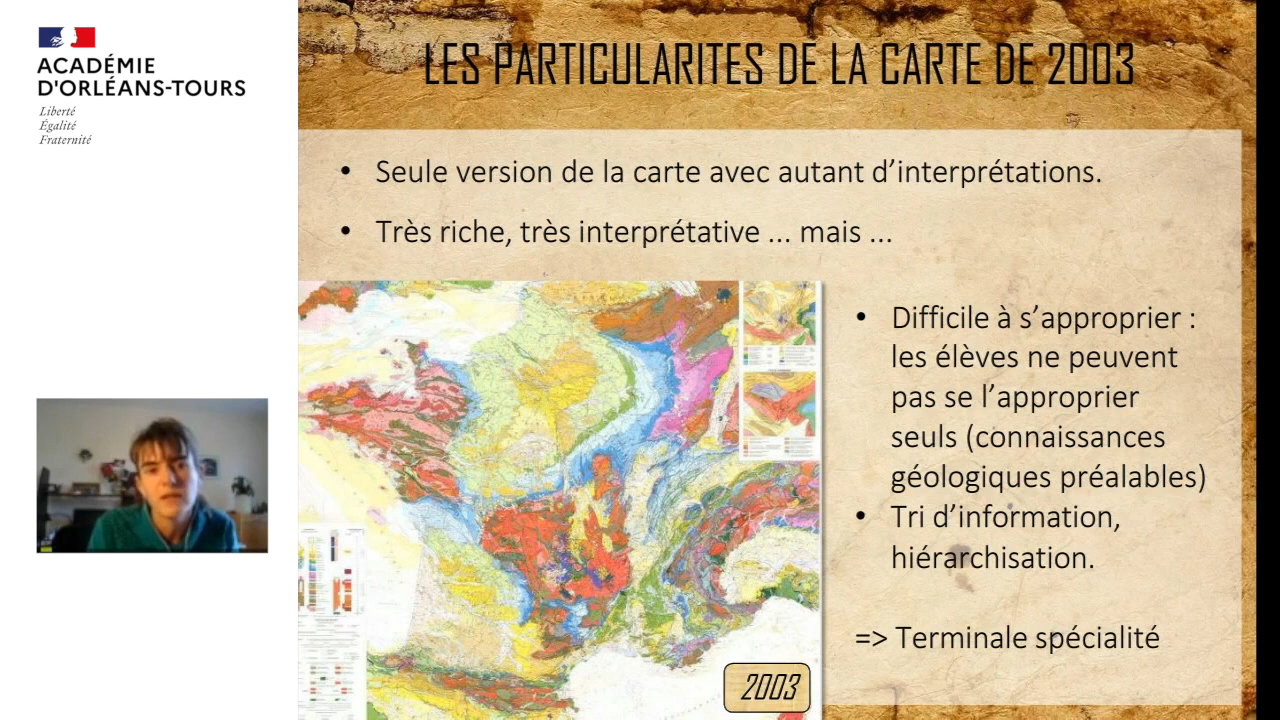 ACADÉMIE
D'ORLÉANS-TOURS
Liberté
Égalité
Fraternité
LES PARTICULARITES DE LA CARTE DE 2003
• Seule version de la carte avec autant d’interprétations.
• Très riche, très interprétative ... mais ...
• Difficile à s’approprier :
les élèves ne peuvent
pas se l’approprier
seuls (connaissances
géologiques préalables)
• Tri d’information,
hiérarchisation.
=> Terminale spécialité
2003